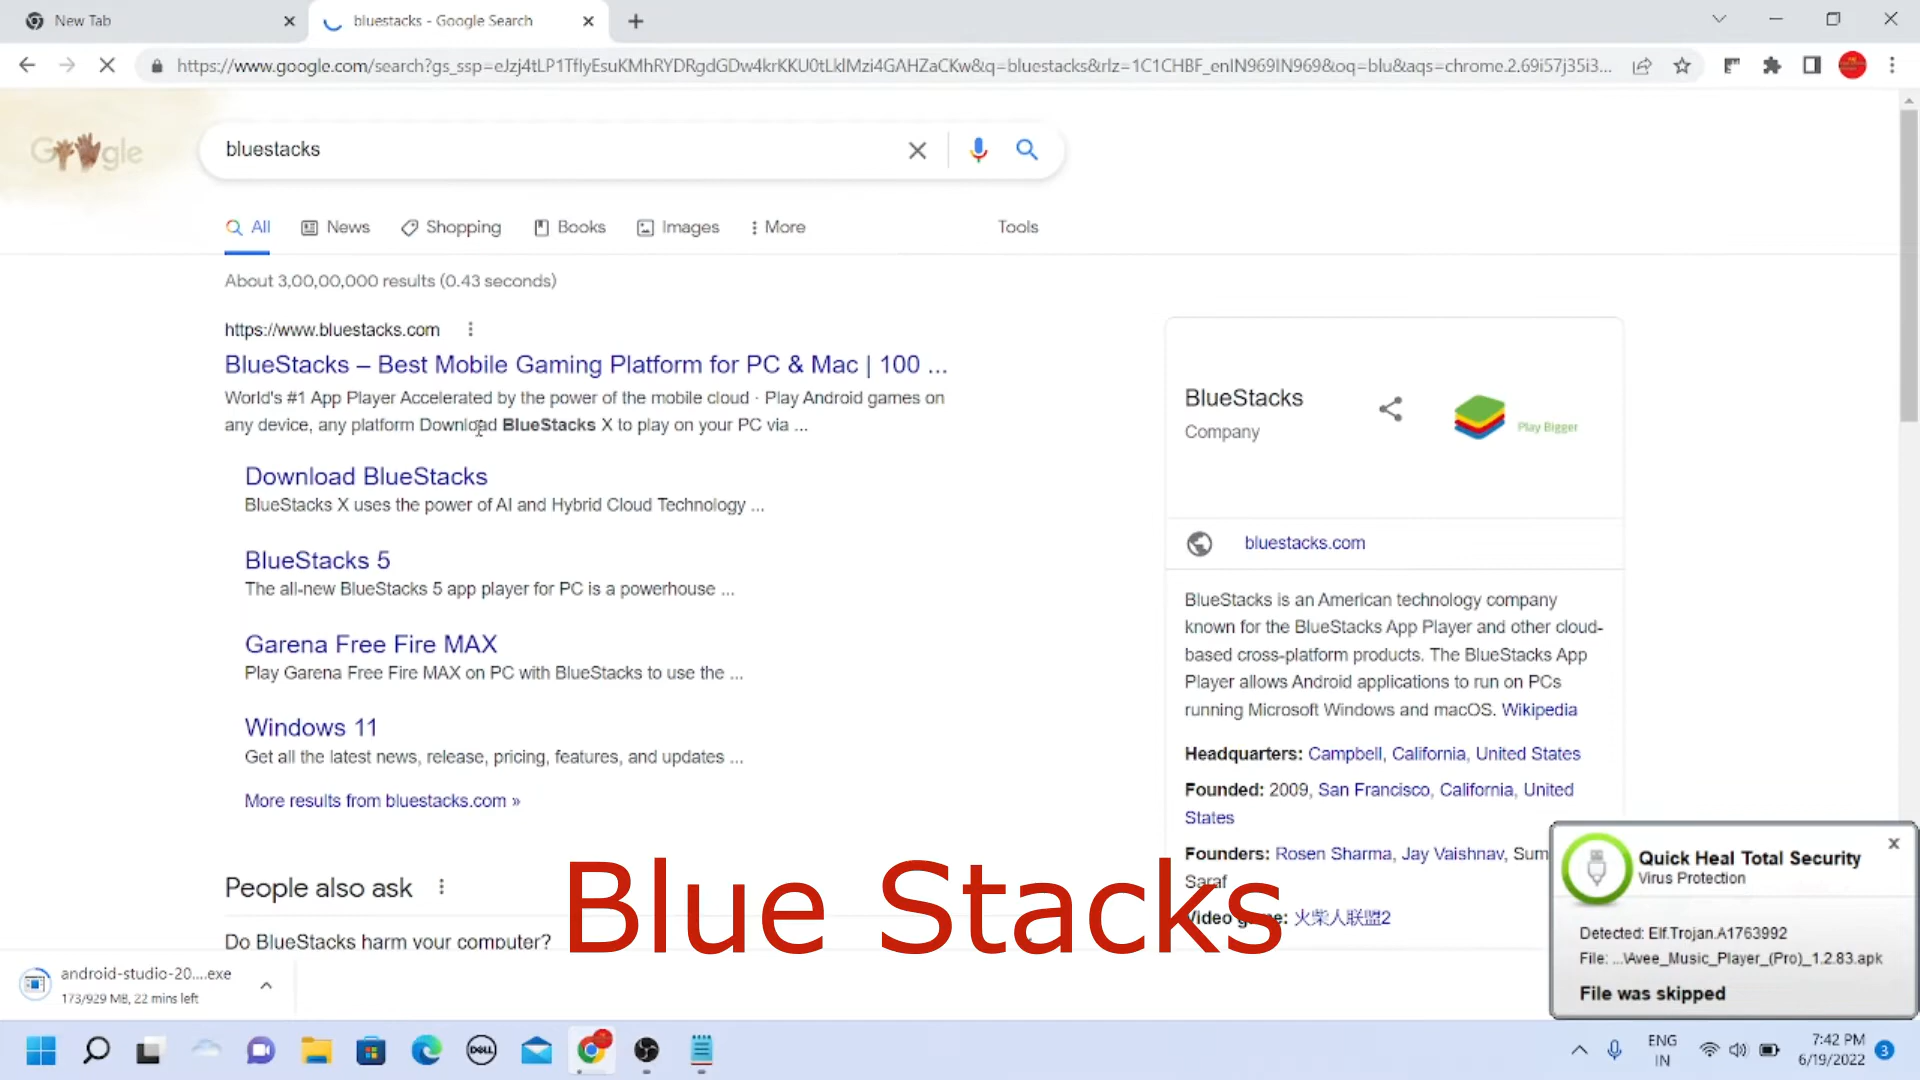 New Tab
bluestacks - Google Search
https://www.google.com/search?gs_ssp=eJzj4tLP1TflyEsuKMhRYDRgdGDw4krKKU0tLklMzi4GAHZaCKw&q=bluestacks&rlz=1C1CHBF_enIN969IN969&oq=blu&aqs=chrome.2.69i57j35i3...
Google
bluestacks
All
News
Shopping
Books
Images
More
Tools
About 3,00,00,000 results (0.43 seconds)
https://www.bluestacks.com
BlueStacks – Best Mobile Gaming Platform for PC & Mac | 100 ...
World's #1 App Player Accelerated by the power of the mobile cloud · Play Android games on
any device, any platform Download BlueStacks X to play on your PC via ...
Download BlueStacks
BlueStacks X uses the power of AI and Hybrid Cloud Technology ...
BlueStacks 5
The all-new BlueStacks 5 app player for PC is a powerhouse ...
Garena Free Fire MAX
Play Garena Free Fire MAX on PC with BlueStacks to use the ...
Windows 11
Get all the latest news, release, pricing, features, and updates ...
More results from bluestacks.com »
People also ask
Do BlueStacks harm your computer?
BlueStacks
Company
Play Bigger
bluestacks.com
BlueStacks is an American technology company
known for the BlueStacks App Player and other cloud-
based cross-platform products. The BlueStacks App
Player allows Android applications to run on PCs
running Microsoft Windows and macOS. Wikipedia
Headquarters: Campbell, California, United States
Founded: 2009, San Francisco, California, United
States
Founders: Rosen Sharma, Jay Vaishnav, Sum
Saraf
Video game: 火柴人联盟2
Blue Stacks
Quick Heal Total Security
Virus Protection
Detected: Elf.Trojan.A1763992
File: ...\Avee_Music_Player_(Pro)_1.2.83.apk
File was skipped
android-studio-20....exe
173/929 MB, 22 mins left
DELL
ENG
IN
7:42 PM
6/19/2022
3